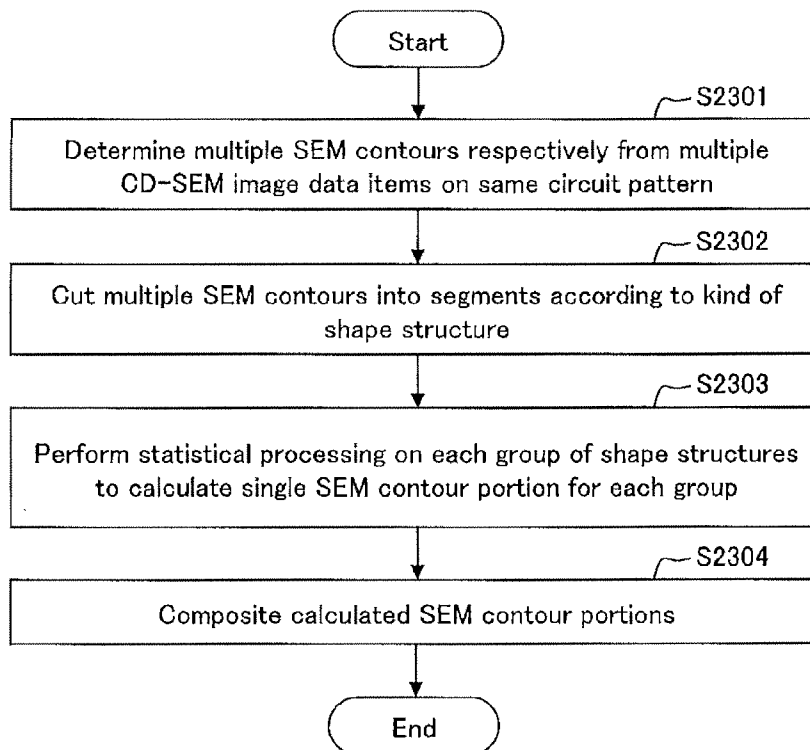 Start
S2301
Determine multiple SEM contours respectively from multiple
CD-SEM image data items on same circuit pattern
S2302
Cut multiple SEM contours into segments according to kind of
shape structure
S2303
Perform statistical processing on each group of shape structures
to calculate single SEM contour portion for each group
S2304
Composite calculated SEM contour portions
End